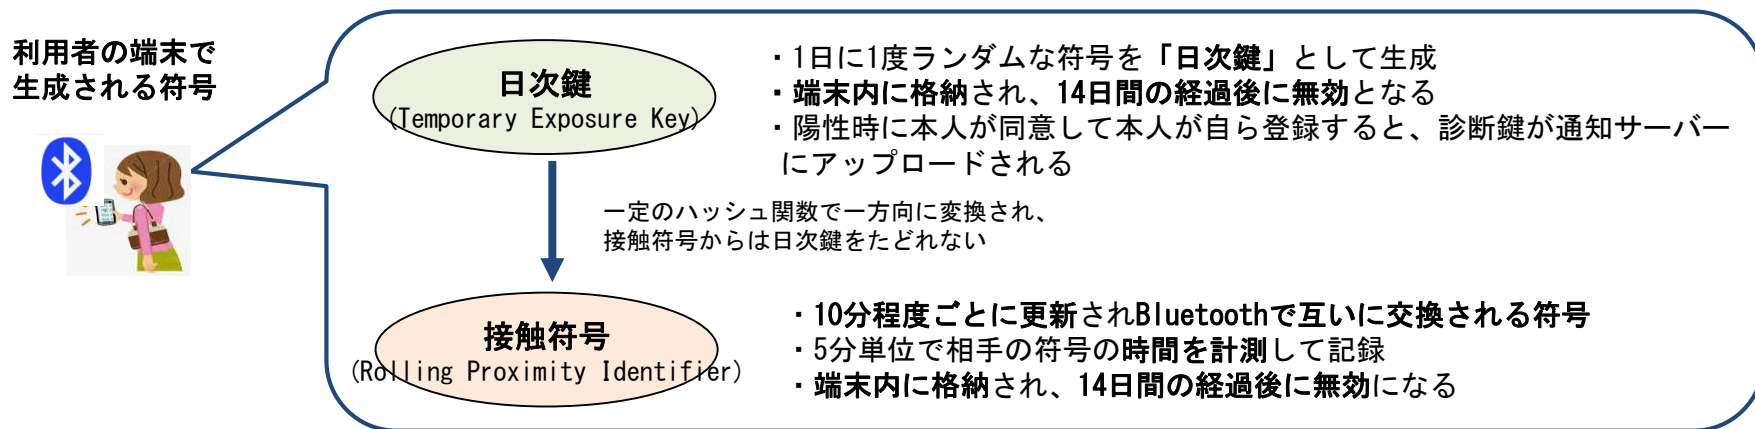 利用者の端末で
生成される符号
日次鍵
(Temporary Exposure Key)
・1日に1度ランダムな符号を「日次鍵」として生成
・端末内に格納され、14日間の経過後に無効となる
・陽性時に本人が同意して本人が自ら登録すると、診断鍵が通知サーバー
にアップロードされる
一定のハッシュ関数で一方向に変換され、
接触符号からは日次鍵をたどれない
接触符号
(Rolling Proximity Identifier)
・10分程度ごとに更新されBluetoothで互いに交換される符号
・5分単位で相手の符号の時間を計測して記録
・端末内に格納され、14日間の経過後に無効になる